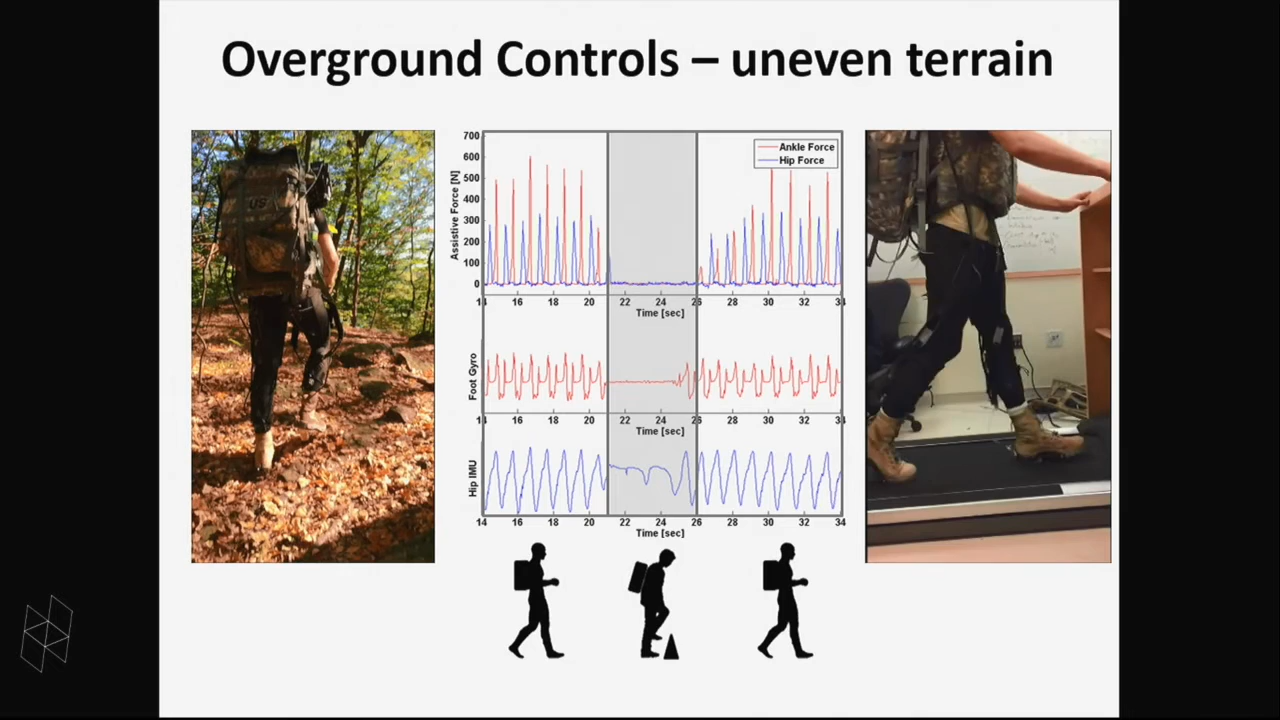 Overground Controls – uneven terrain
US
Assistive Force [N]
700
600
500
400
300
200
100
0
Ankle Force
Hip Force
14 16 18 20 22 24 26 28 30 32 34
Time [sec]
Foot Gyro
14 16 18 20 22 24 26 28 30 32 34
Time [sec]
Hip IMU
14 16 18 20 22 24 26 28 30 32 34
Time [sec]